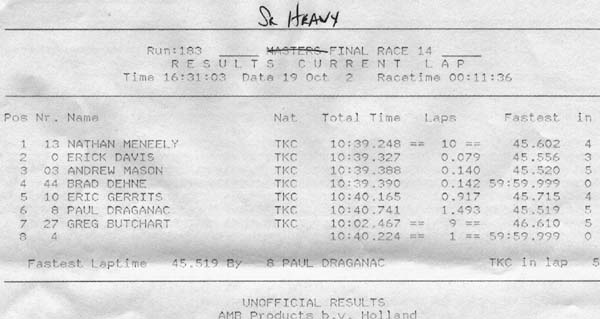 SR HEAVY
Run:183 MASTERS FINAL RACE 14
RESULTS CURRENT LAP
Time 16:31:03 Date 19 Oct 2 Racetime 00:11:36
Pos Nr. Name Nat Total Time Laps Fastest in
1 13 NATHAN MENEELY TKC 10:39.248 == 10 == 45.602 4
2 0 ERICK DAVIS TKC 10:39.327 0.079 45.556 3
3 03 ANDREW MASON TKC 10:39.388 0.140 45.520 5
4 44 BRAD DEHNE TKC 10:39.390 0.142 59:59.999 0
5 10 ERIC GERRITS TKC 10:40.165 0.917 45.715 4
6 8 PAUL DRAGANAC TKC 10:40.741 1.493 45.519 5
7 27 GREG BUTCHART TKC 10:02.467 == 9 == 46.610 5
8 4 10:40.224 == 1 == 59:59.999 0
Fastest Laptime 45.519 By 8 PAUL DRAGANAC TKC in lap 5
UNOFFICIAL RESULTS
AMB Products b.v. Holland